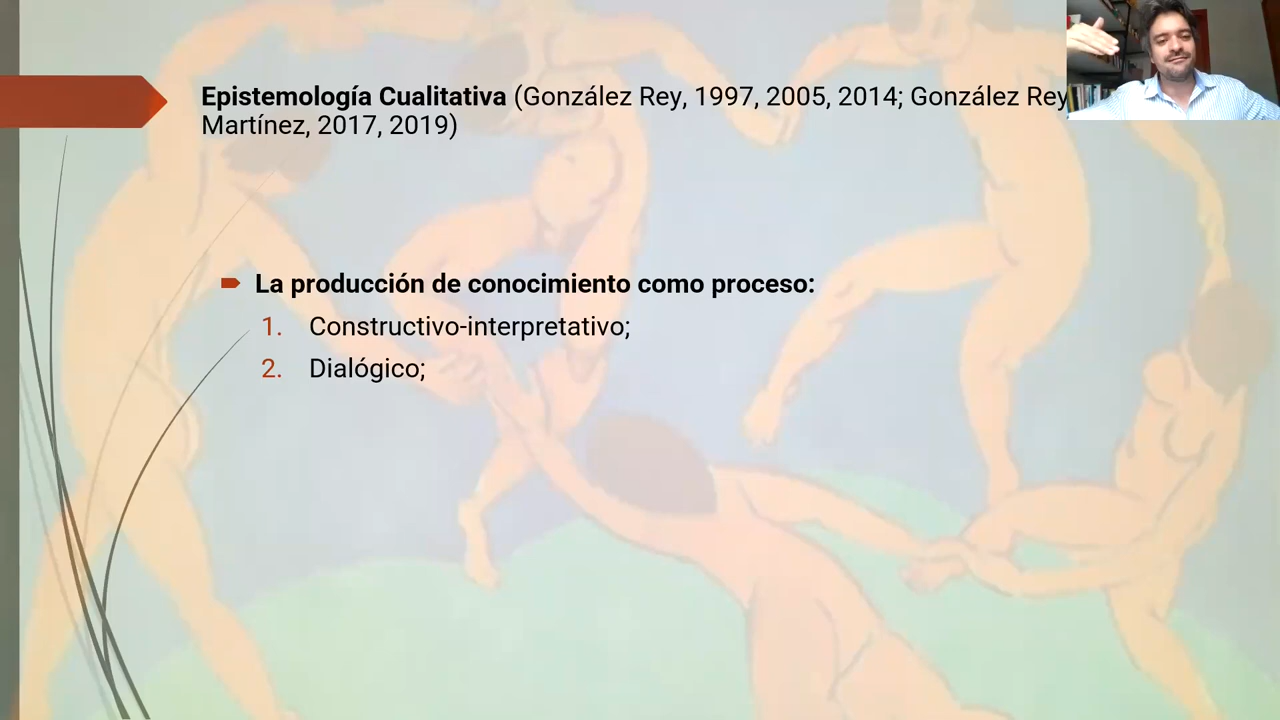 Epistemología Cualitativa (González Rey, 1997, 2005, 2014; González Rey
Martínez, 2017, 2019)
La producción de conocimiento como proceso:
1. Constructivo-interpretativo;
2. Dialógico;